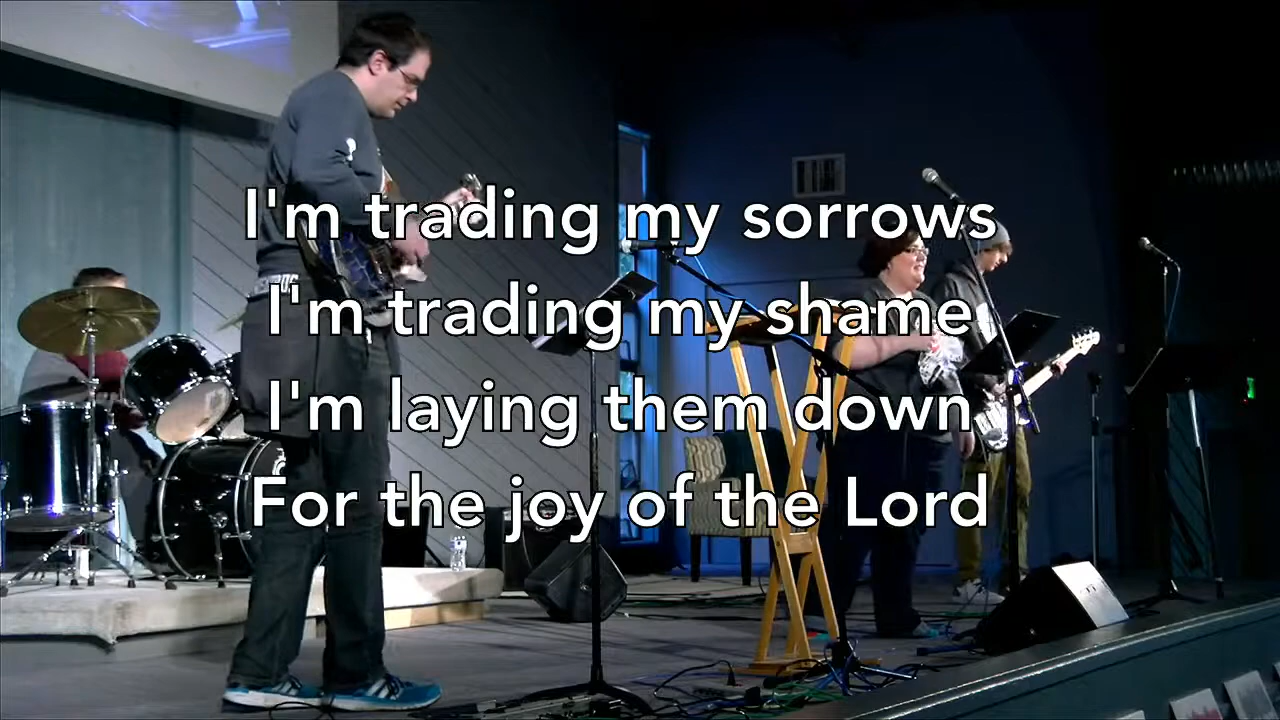 I'm trading my sorrows
I'm trading my shame
I'm laying them down
For the joy of the Lord